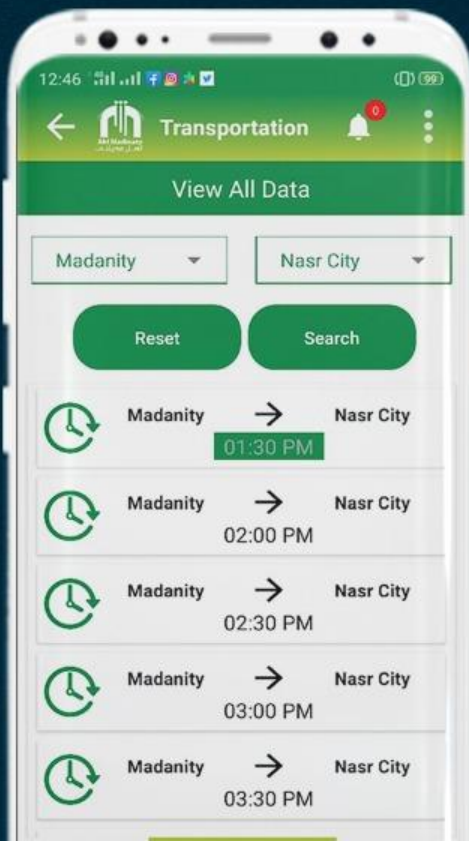 12:46
99
Transportation
0
View All Data
Madanity
Nasr City
Reset
Search
Madanity → Nasr City
01:30 PM
Madanity → Nasr City
02:00 PM
Madanity → Nasr City
02:30 PM
Madanity → Nasr City
03:00 PM
Madanity → Nasr City
03:30 PM